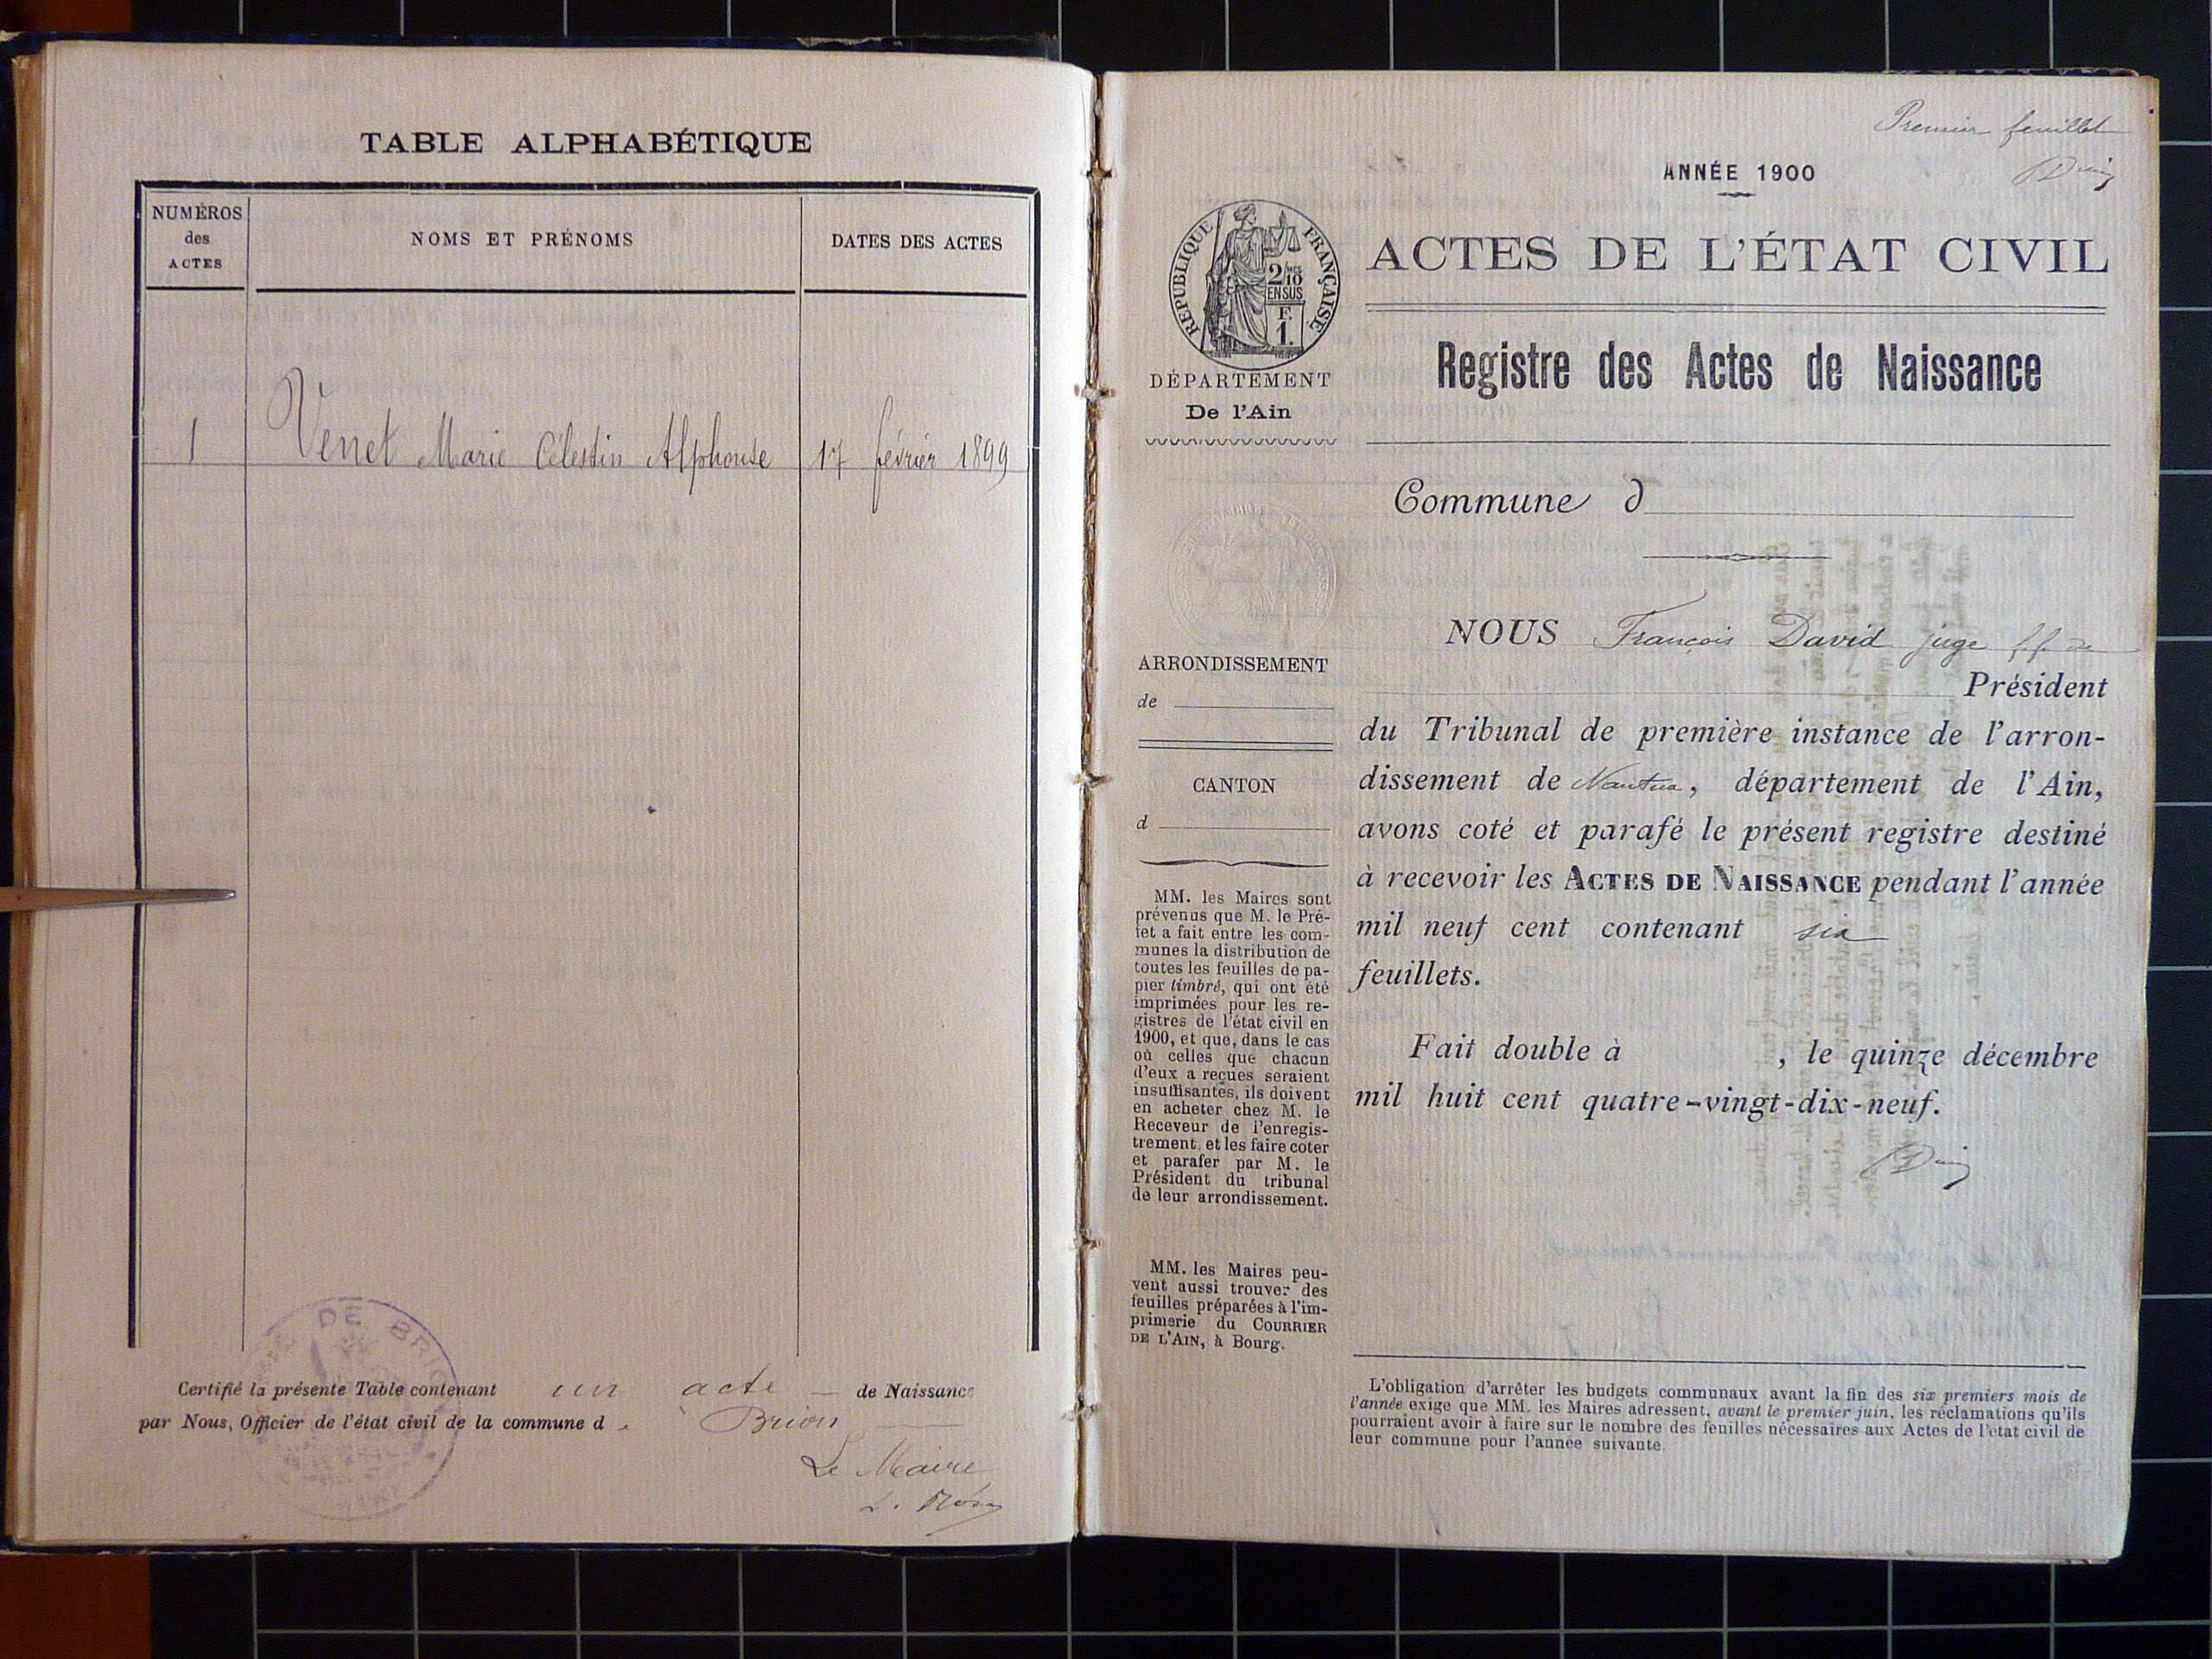 TABLE ALPHABÉTIQUE
NUMÉROS
des
ACTES
NOMS ET PRÉNOMS
DATES DES ACTES
1 Venet Marie Célestin Alphonse 17 février 1899
DE BRION
Certifié la présente Table contenant un acte — de Naissance
par Nous, Officier de l'état civil de la commune de Brion
Le Maire
Premier feuillet
ANNÉE 1900
RÉPUBLIQUE FRANÇAISE
2/10
EN SUS
F.
1.
ACTES DE L'ÉTAT CIVIL
Registre des Actes de Naissance
DÉPARTEMENT
De l'Ain
Commune d
NOUS François David juge f.f. de
Président
du Tribunal de première instance de l'arron-
dissement de Nantua, département de l'Ain,
avons coté et parafé le présent registre destiné
à recevoir les ACTES DE NAISSANCE pendant l'année
mil neuf cent contenant six
feuillets.
Fait double à , le quinze décembre
mil huit cent quatre-vingt-dix-neuf.
ARRONDISSEMENT
de
CANTON
d
MM. les Maires sont
prévenus que M. le Pré-
fet a fait entre les com-
munes la distribution de
toutes les feuilles de pa-
pier timbré, qui ont été
imprimées pour les re-
gistres de l'état civil en
1900, et que, dans le cas
où celles que chacun
d'eux a reçues seraient
insuffisantes, ils doivent
en acheter chez M. le
Receveur de l'enregis-
trement, et les faire coter
et parafer par M. le
Président du tribunal
de leur arrondissement.
MM. les Maires peu-
vent aussi trouver des
feuilles préparées à l'im-
primerie du COURRIER
DE L'AIN, à Bourg.
L'obligation d'arrêter les budgets communaux avant la fin des six premiers mois de
l'année exige que MM. les Maires adressent, avant le premier juin, les réclamations qu'ils
pourraient avoir à faire sur le nombre des feuilles nécessaires aux Actes de l'état civil de
leur commune pour l'année suivante.